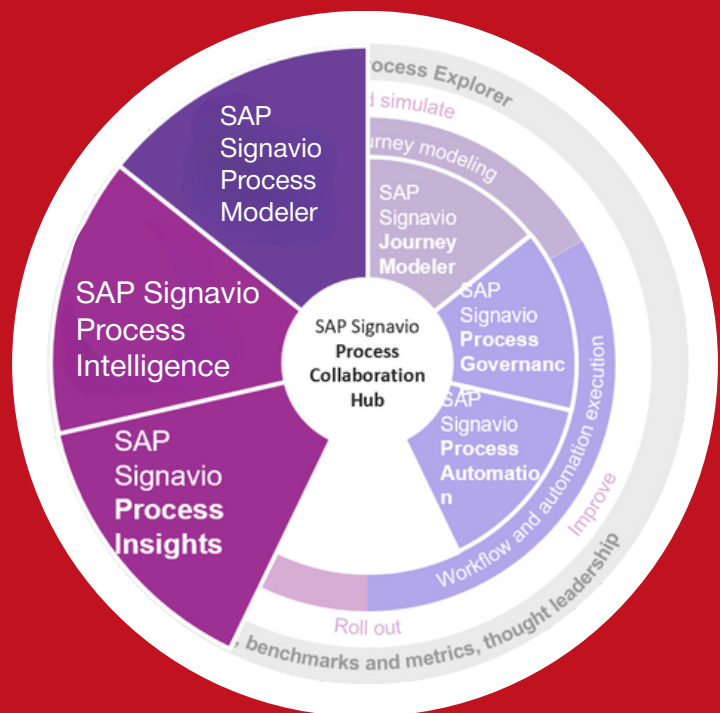 SAP
Signavio
Process
Modeler
SAP Signavio
Process
Intelligence
SAP
Signavio
Process
Insights
SAP Signavio
Process
Collaboration
Hub
SAP
Signavio
Journey
Modeler
SAP
Signavio
Process
Governanc
SAP
Signavio
Process
Automatio
n
ocess Explorer
simulate
urney modeling
Workflow and automation execution
Improve
Roll out
, benchmarks and metrics, thought leadership